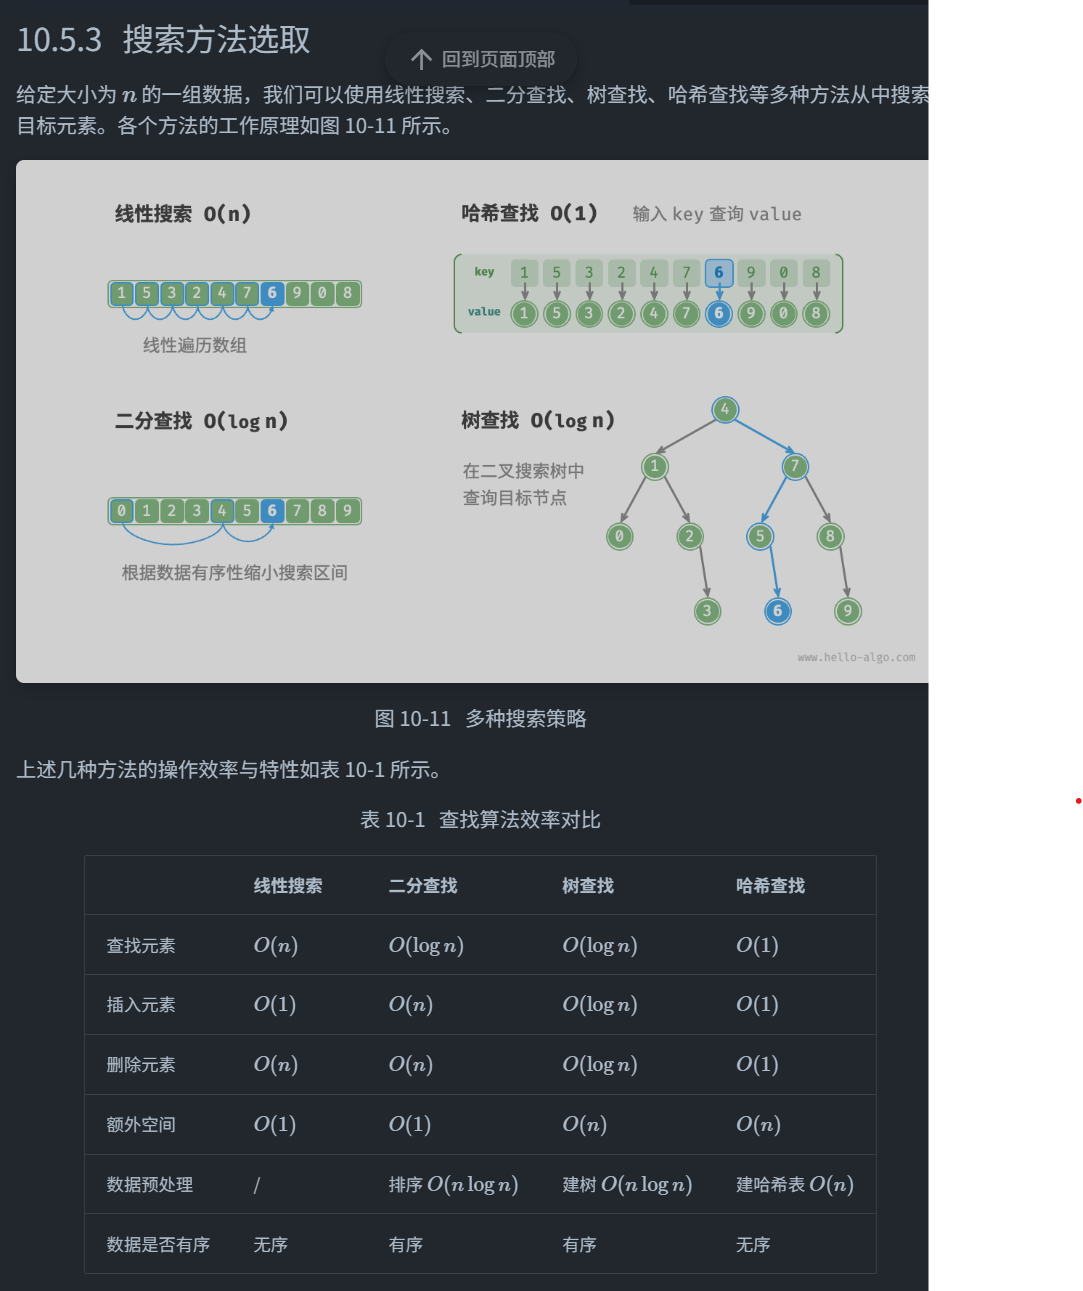 10.5.3 搜索方法选取
回到页面顶部
给定大小为 n 的一组数据，我们可以使用线性搜索、二分查找、树查找、哈希查找等多种方法从中搜索
目标元素。各个方法的工作原理如图 10-11 所示。
线性搜索 O(n)
1 5 3 2 4 7 6 9 0 8
线性遍历数组
哈希查找 O(1) 输入 key 查询 value
key 1 5 3 2 4 7 6 9 0 8
value 1 5 3 2 4 7 6 9 0 8
二分查找 O(log n)
0 1 2 3 4 5 6 7 8 9
根据数据有序性缩小搜索区间
树查找 O(log n)
在二叉搜索树中
查询目标节点
4
1 7
0 2 5 8
3 6 9
www.hello-algo.com
图 10-11 多种搜索策略
上述几种方法的操作效率与特性如表 10-1 所示。
表 10-1 查找算法效率对比
线性搜索 二分查找 树查找 哈希查找
查找元素 O(n) O(log n) O(log n) O(1)
插入元素 O(1) O(n) O(log n) O(1)
删除元素 O(n) O(n) O(log n) O(1)
额外空间 O(1) O(1) O(n) O(n)
数据预处理 / 排序 O(n log n) 建树 O(n log n) 建哈希表 O(n)
数据是否有序 无序 有序 有序 无序